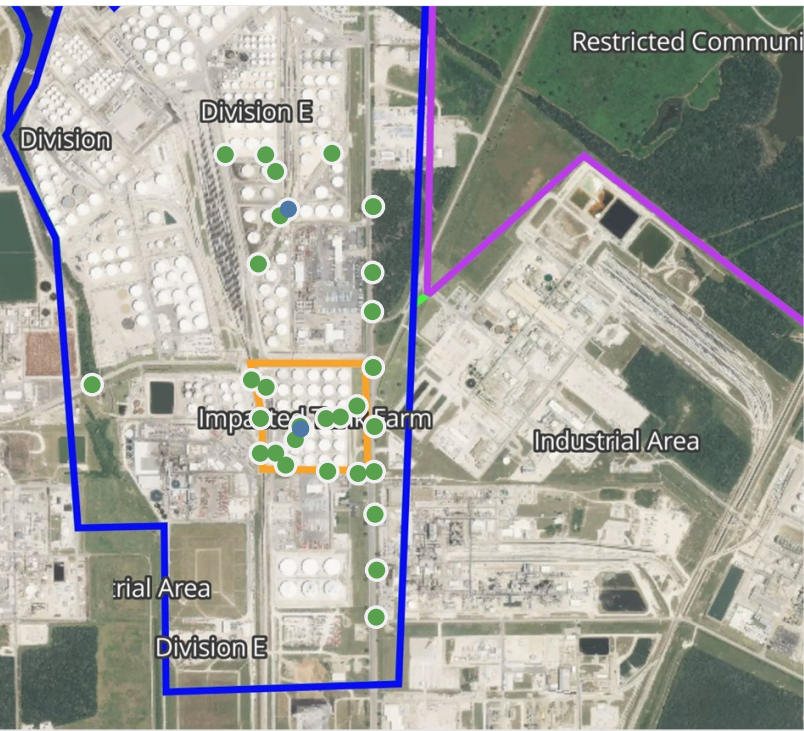 Restricted Communi
Division E
Division
Impacted Tank Farm
Industrial Area
trial Area
Division E